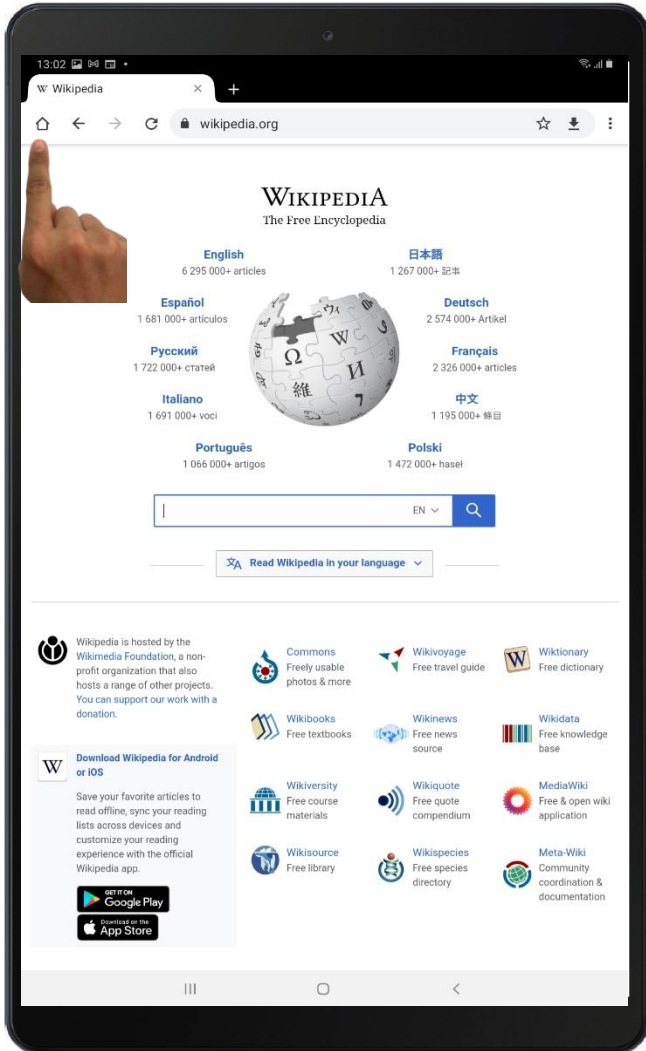 13:02
Wikipedia
wikipedia.org
WIKIPEDIA
The Free Encyclopedia
English
6 295 000+ articles
日本語
1 267 000+ 記事
Español
1 681 000+ artículos
Deutsch
2 574 000+ Artikel
Русский
1 722 000+ статей
Français
2 326 000+ articles
Italiano
1 691 000+ voci
中文
1 195 000+ 條目
Português
1 066 000+ artigos
Polski
1 472 000+ haseł
EN
Read Wikipedia in your language
Wikipedia is hosted by the
Wikimedia Foundation, a non-
profit organization that also
hosts a range of other projects.
You can support our work with a
donation.
Download Wikipedia for Android
or iOS
Save your favorite articles to
read offline, sync your reading
lists across devices and
customize your reading
experience with the official
Wikipedia app.
GET IT ON
Google Play
Download on the
App Store
Commons
Freely usable
photos & more
Wikivoyage
Free travel guide
Wiktionary
Free dictionary
Wikibooks
Free textbooks
Wikinews
Free news
source
Wikidata
Free knowledge
base
Wikiversity
Free course
materials
Wikiquote
Free quote
compendium
MediaWiki
Free & open wiki
application
Wikisource
Free library
Wikispecies
Free species
directory
Meta-Wiki
Community
coordination &
documentation